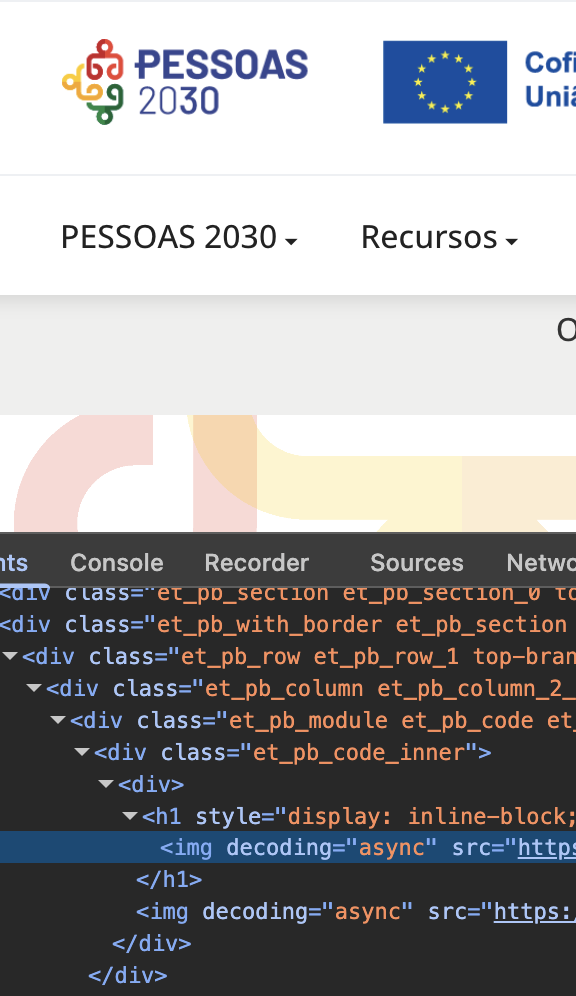 PESSOAS
2030
Cofi
Uniã
PESSOAS 2030 Recursos
O
nts Console Recorder Sources Netwo
<div class="et_pb_section et_pb_section_0 to
<div class="et_pb_with_border et_pb_section
<div class="et_pb_row et_pb_row_1 top-bran
<div class="et_pb_column et_pb_column_2_
<div class="et_pb_module et_pb_code et_
<div class="et_pb_code_inner">
<div>
<h1 style="display: inline-block;
<img decoding="async" src="https
</h1>
<img decoding="async" src="https:/
</div>
</div>